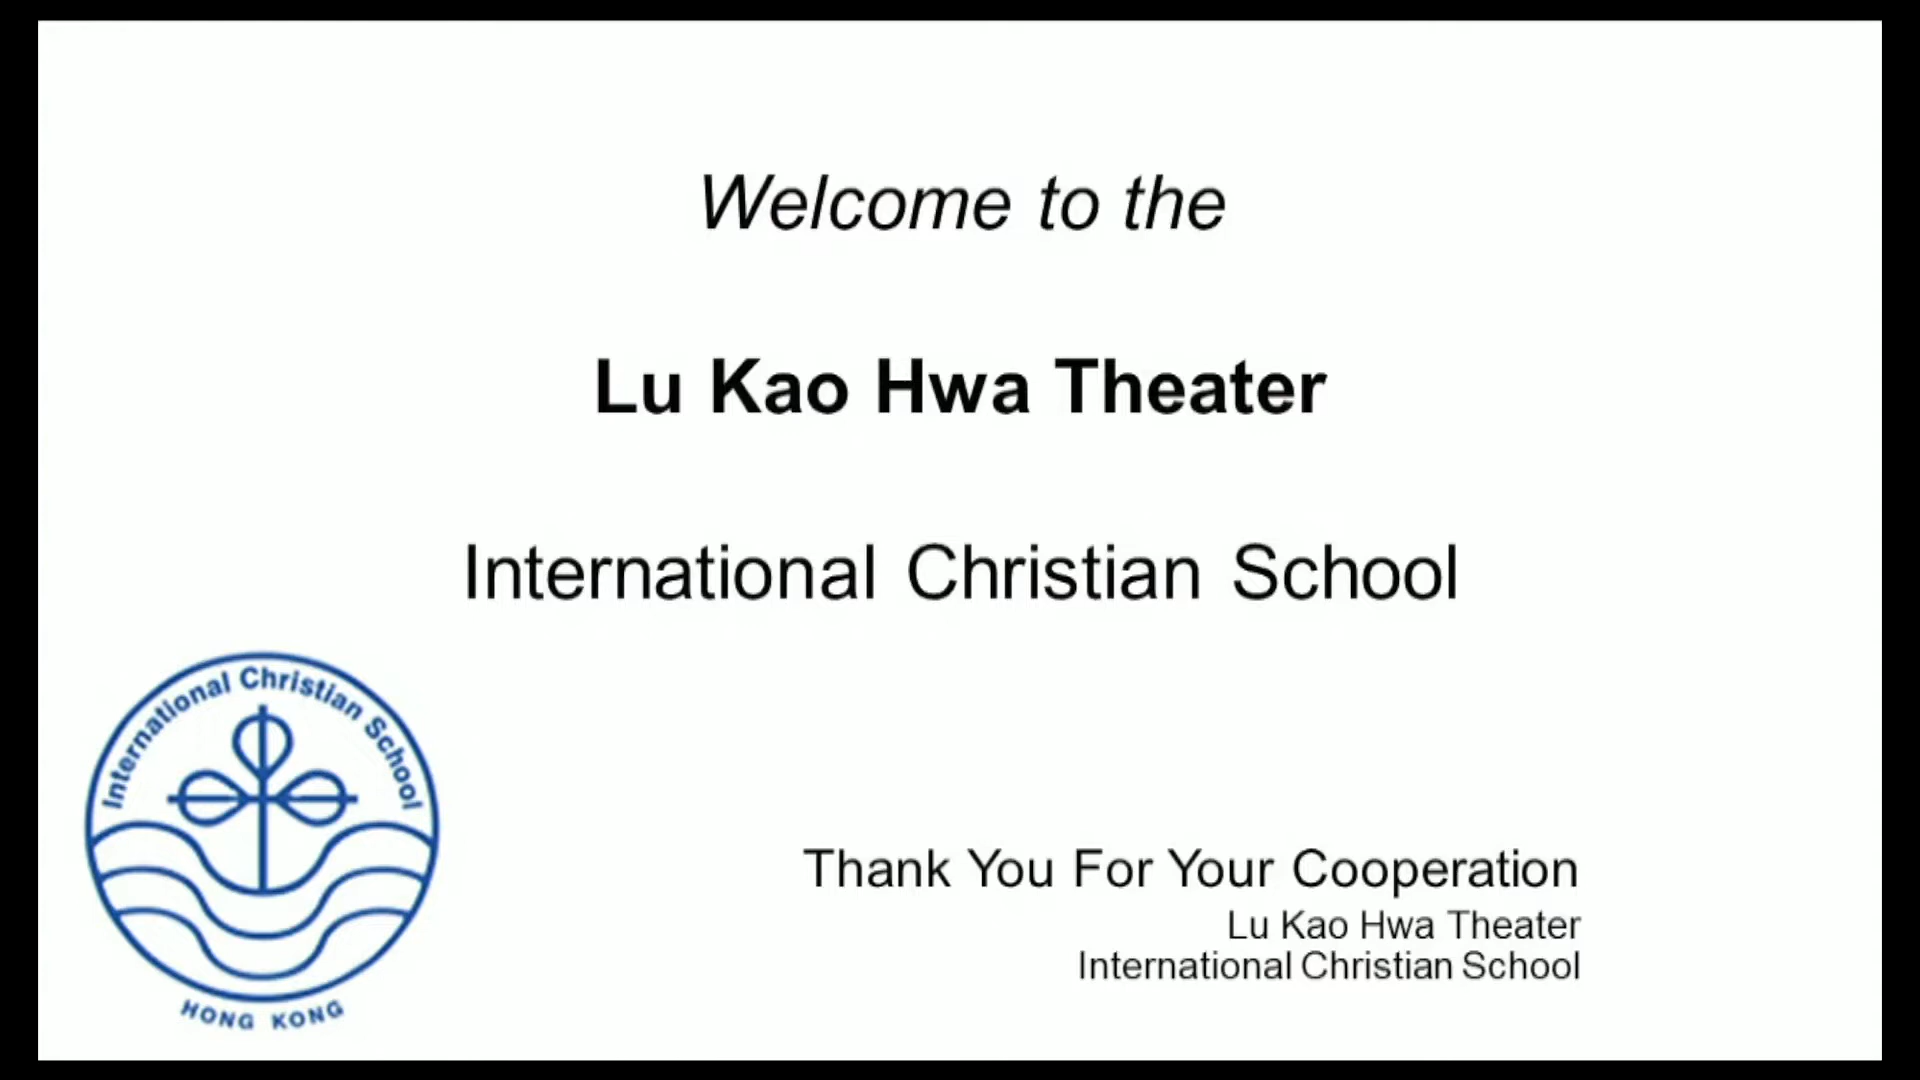 Welcome to the
Lu Kao Hwa Theater
International Christian School
International Christian School
HONG KONG
Thank You For Your Cooperation
Lu Kao Hwa Theater
International Christian School